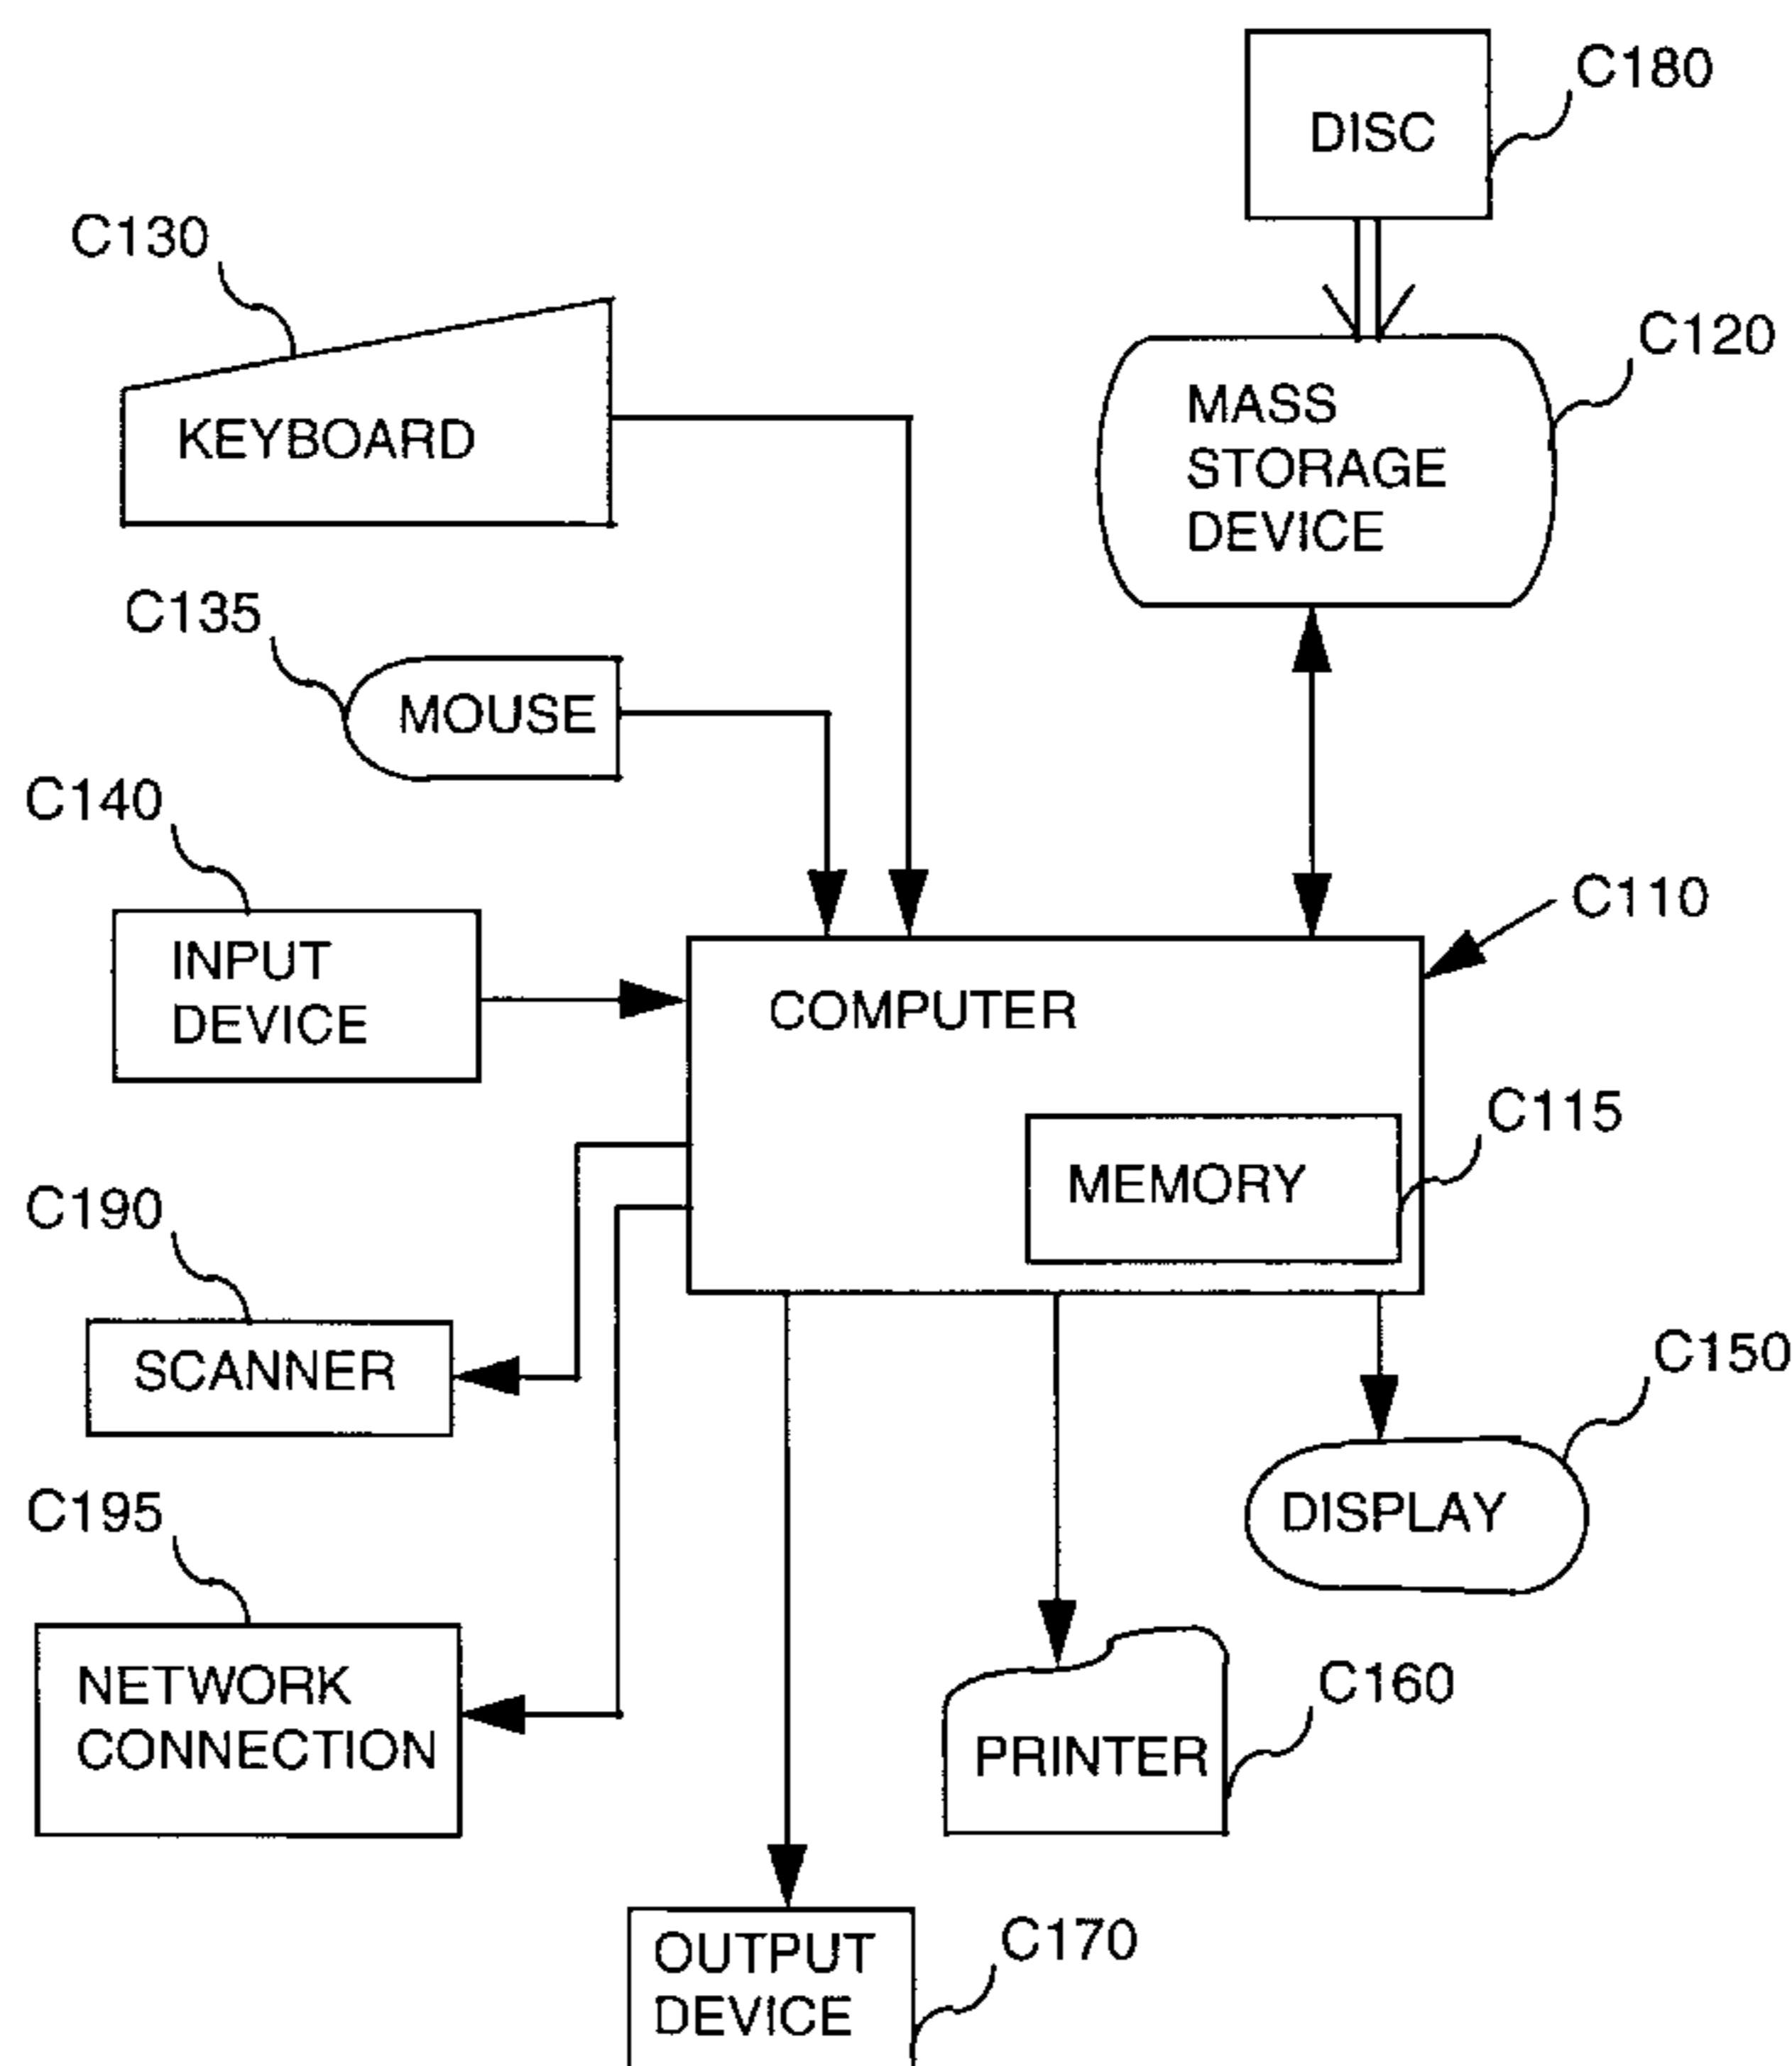 C180
DISC
C130
C120
KEYBOARD
MASS
STORAGE
DEVICE
C135
MOUSE
C140
C110
INPUT
DEVICE
COMPUTER
C115
MEMORY
C190
SCANNER
C150
DISPLAY
C195
NETWORK
CONNECTION
C160
PRINTER
OUTPUT
DEVICE
C170